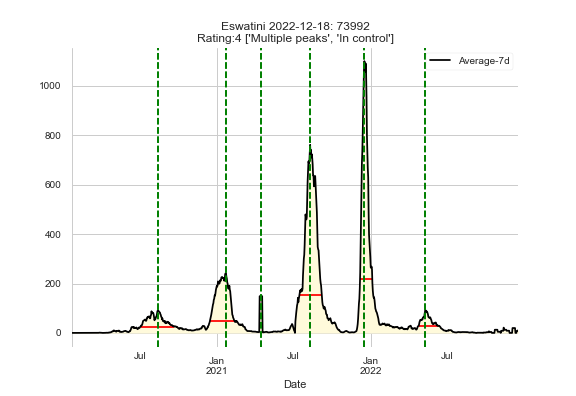 Eswatini 2022-12-18: 73992
Rating:4 ['Multiple peaks', 'In control']
Average-7d
1000
800
600
400
200
0
Jul
Jan
2021
Jul
Jan
2022
Jul
Date